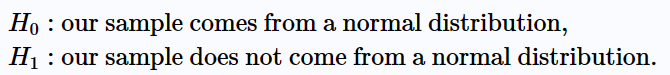 H₀ : our sample comes from a normal distribution,
H₁ : our sample does not come from a normal distribution.